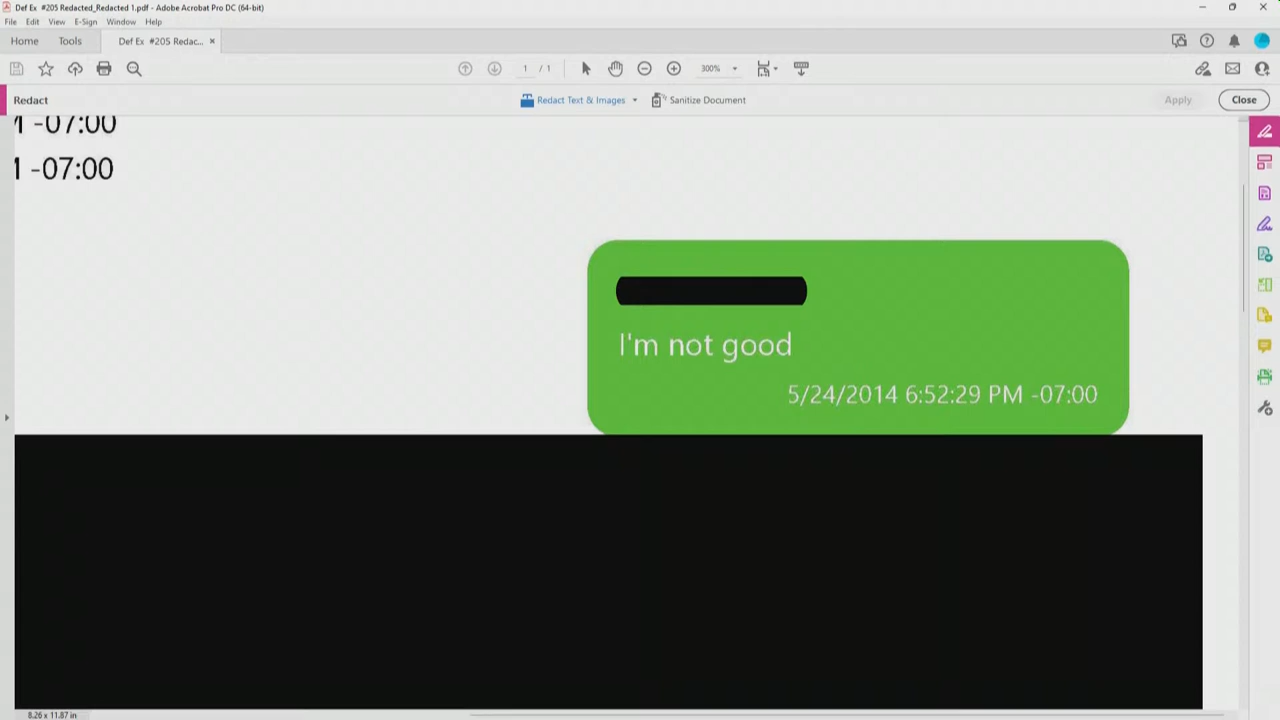 Def Ex #205 Redacted_Redacted 1.pdf - Adobe Acrobat Pro DC (64-bit)
File Edit View E-Sign Window Help
Home Tools Def Ex #205 Redac... ×
1 / 1 300%
Redact Redact Text & Images Sanitize Document Apply Close
-07:00
-07:00
I'm not good
5/24/2014 6:52:29 PM -07:00
8.26 x 11.87 in